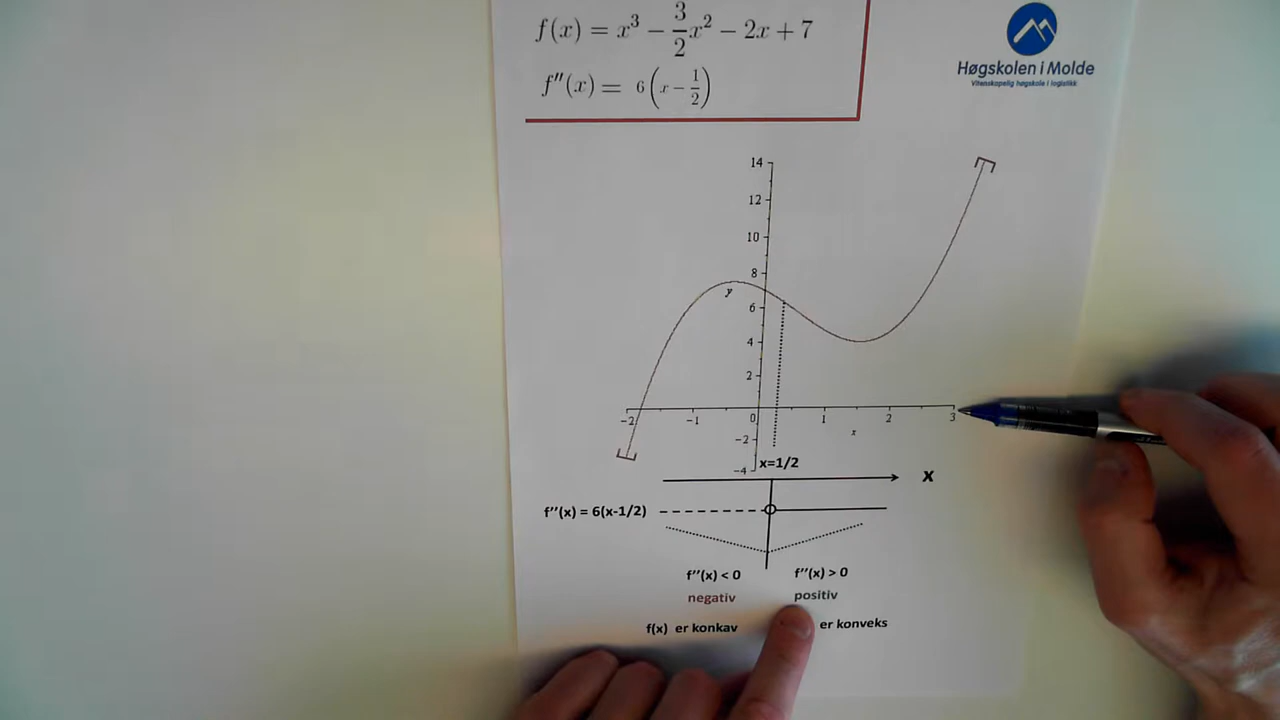 f(x) = x³ − 3/2 x² − 2x + 7
f''(x) = 6(x − 1/2)
Høgskolen i Molde
Vitenskapelig høgskole i logistikk
14
12
10
8
y
6
4
2
−2 −1 0 1 2 3
x
−2
−4
x=1/2
x
f''(x) = 6(x-1/2)
f''(x) < 0 f''(x) > 0
negativ positiv
f(x) er konkav er konveks